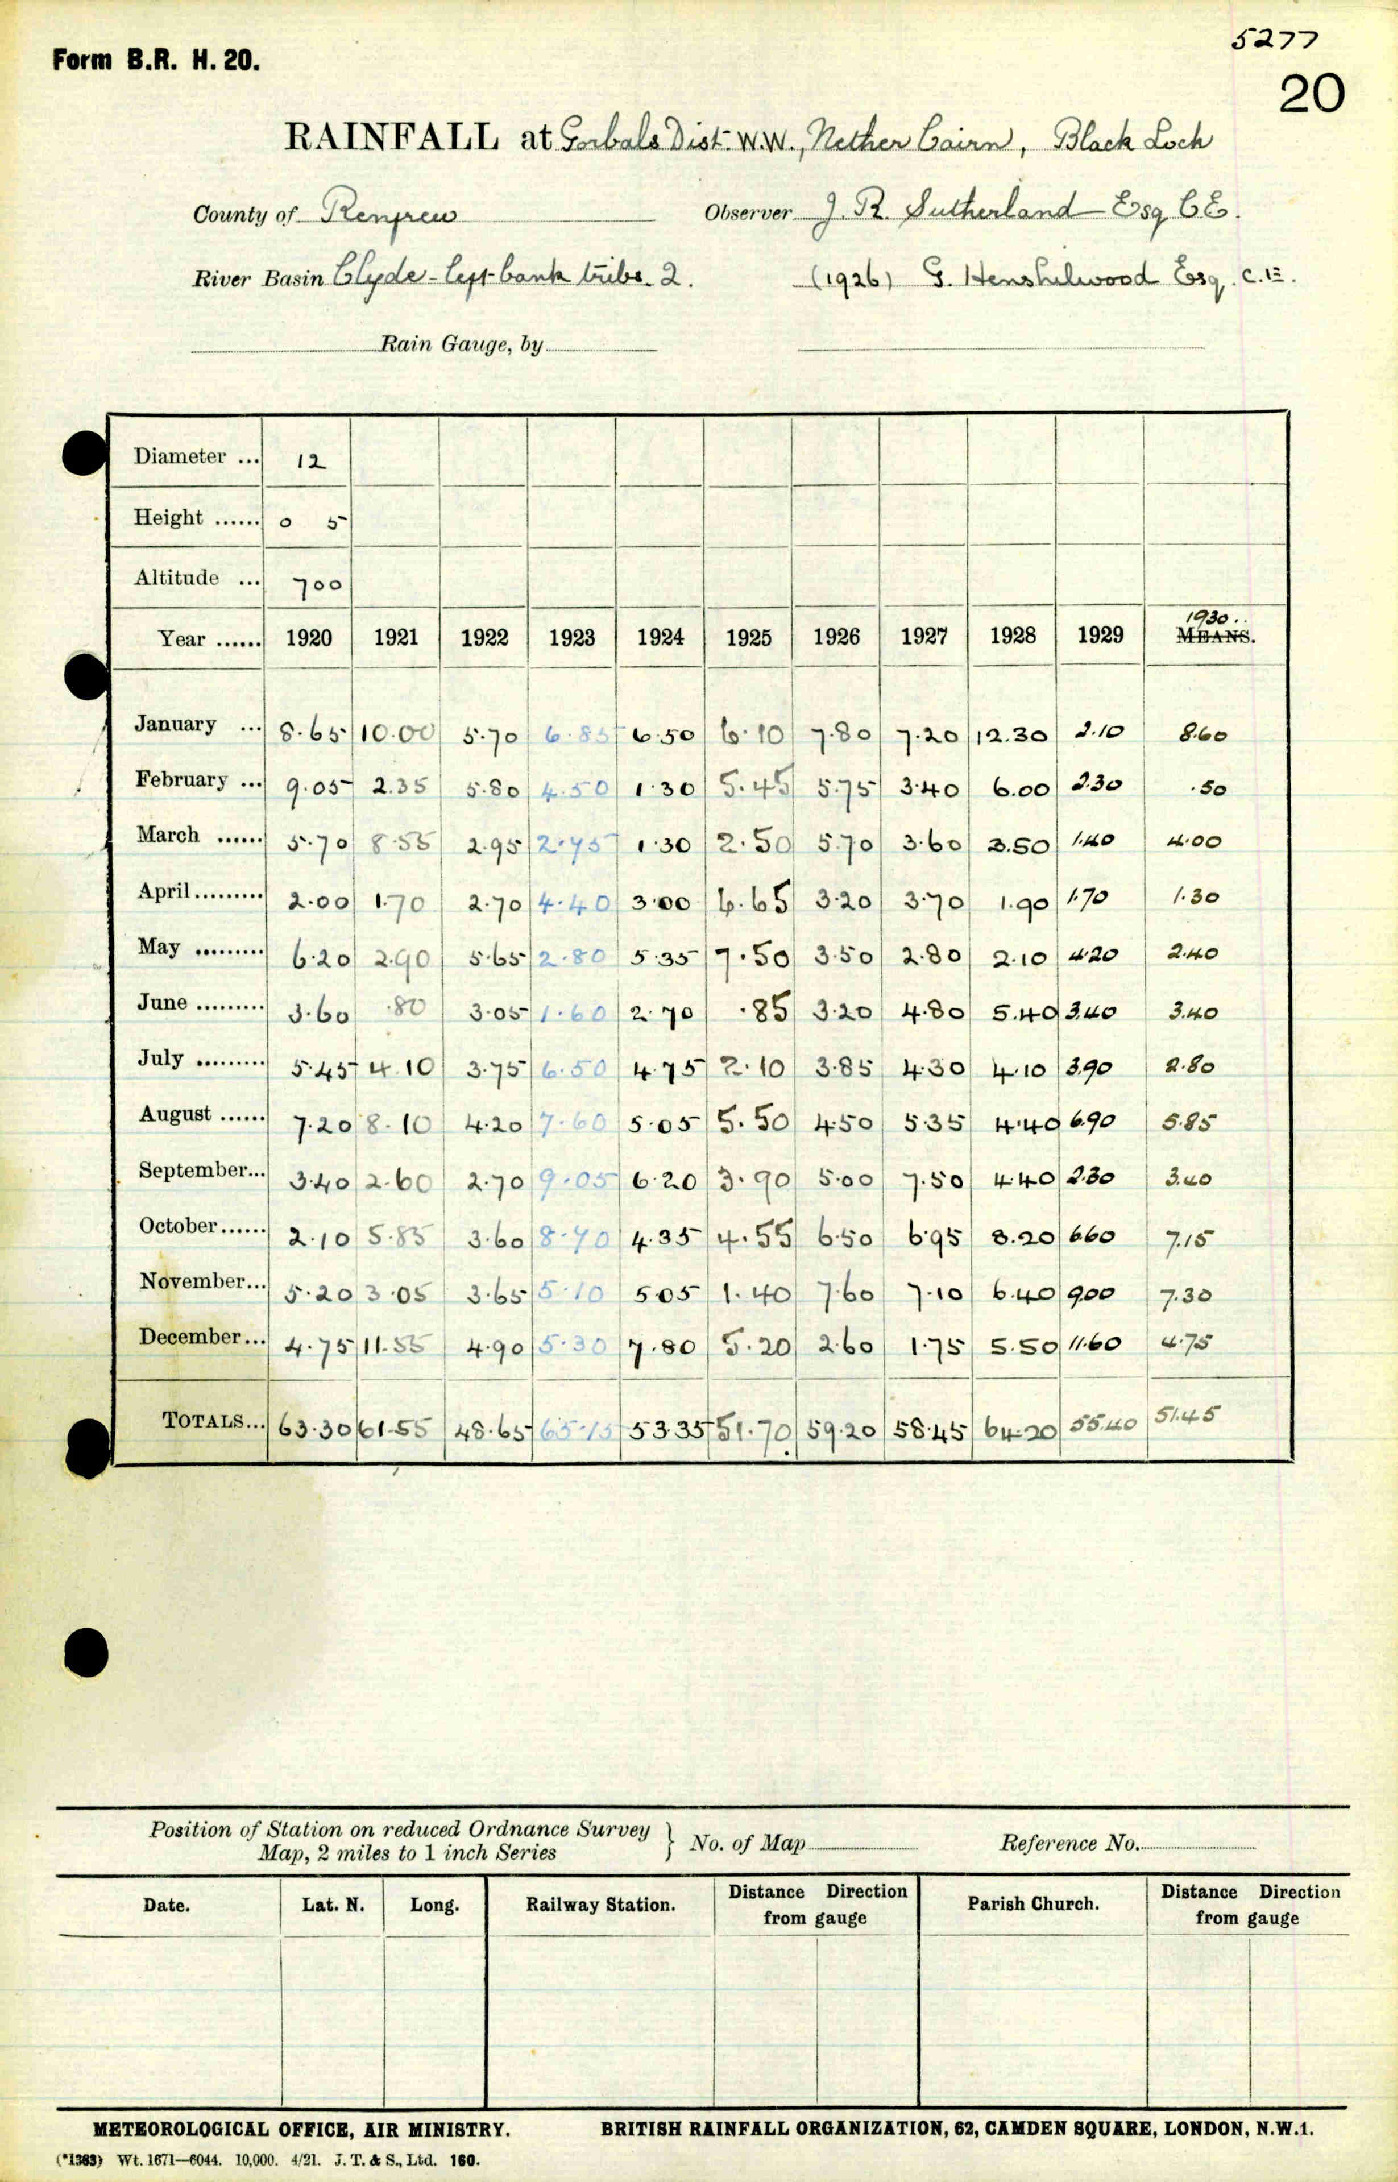 5277
Form B.R. H. 20.
20
RAINFALL at Gorbals Dist. W.W., Nether Cairn, Black Loch
County of Renfrew Observer J. R. Sutherland Esq C.E.
River Basin Clyde - left bank tribs. 2. (1926) G. Henshilwood Esq. C.E.
Rain Gauge, by
Diameter ... 12
Height ...... 0 5
Altitude ... 700
1930..
Year ...... 1920 1921 1922 1923 1924 1925 1926 1927 1928 1929 MEANS.
January ... 8.65 10.00 5.70 6.85 6.50 6.10 7.80 7.20 12.30 2.10 8.60
February ... 9.05 2.35 5.80 4.50 1.30 5.45 5.75 3.40 6.00 2.30 .50
March ...... 5.70 8.55 2.95 2.75 1.30 2.50 5.70 3.60 3.50 1.40 4.00
April......... 2.00 1.70 2.70 4.40 3.00 6.65 3.20 3.70 1.90 1.70 1.30
May ......... 6.20 2.90 5.65 2.80 5.35 7.50 3.50 2.80 2.10 4.20 2.40
June ......... 3.60 .80 3.05 1.60 2.70 .85 3.20 4.80 5.40 3.40 3.40
July ......... 5.45 4.10 3.75 6.50 4.75 2.10 3.85 4.30 4.10 3.90 2.80
August ...... 7.20 8.10 4.20 7.60 5.05 5.50 4.50 5.35 4.40 6.90 5.85
September... 3.40 2.60 2.70 9.05 6.20 3.90 5.00 7.50 4.40 2.30 3.40
October...... 2.10 5.85 3.60 8.70 4.35 4.55 6.50 6.95 8.20 6.60 7.15
November... 5.20 3.05 3.65 5.10 5.05 1.40 7.60 7.10 6.40 9.00 7.30
December... 4.75 11.55 4.90 5.30 7.80 5.20 2.60 1.75 5.50 11.60 4.75
TOTALS... 63.30 61.55 48.65 65.15 53.35 51.70 59.20 58.45 64.20 55.40 51.45
Position of Station on reduced Ordnance Survey
Map, 2 miles to 1 inch Series } No. of Map Reference No.
Date. Lat. N. Long. Railway Station. Distance Direction from gauge Parish Church. Distance Direction from gauge
METEOROLOGICAL OFFICE, AIR MINISTRY. BRITISH RAINFALL ORGANIZATION, 62, CAMDEN SQUARE, LONDON, N.W.1.
(*1363) Wt. 1671—6044. 10,000. 4/21. J. T. & S., Ltd. 160.